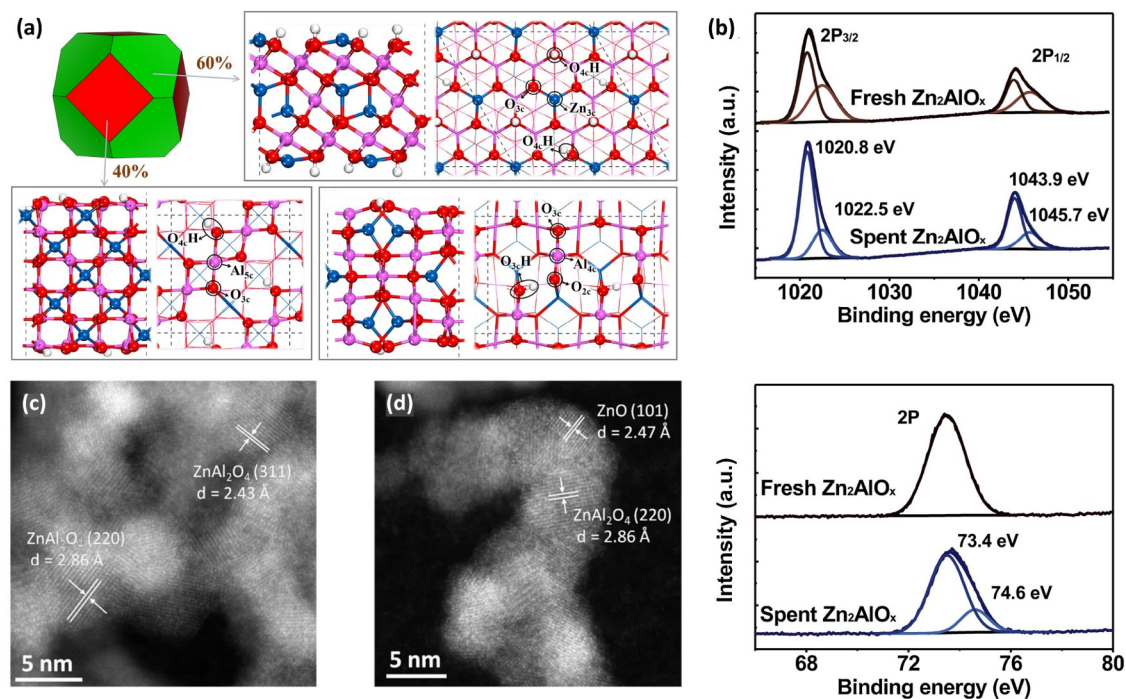 (a)
60%
40%
O4cH
O3c
Zn3c
O4cH
O4cH
Al5c
O3c
O3c
O3cH
Al4c
O2c
(b)
2P3/2
2P1/2
Fresh Zn2AlOx
1020.8 eV
1043.9 eV
1022.5 eV
1045.7 eV
Spent Zn2AlOx
Intensity (a.u.)
1020 1030 1040 1050
Binding energy (eV)
(c)
ZnAl2O4 (311)
d = 2.43 Å
ZnAl2O4 (220)
d = 2.86 Å
5 nm
(d)
ZnO (101)
d = 2.47 Å
ZnAl2O4 (220)
d = 2.86 Å
5 nm
2P
Fresh Zn2AlOx
73.4 eV
74.6 eV
Spent Zn2AlOx
Intensity (a.u.)
68 72 76 80
Binding energy (eV)